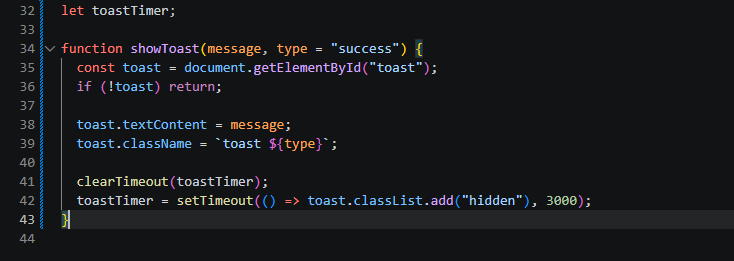 32 let toastTimer;
33
34 function showToast(message, type = "success") {
35   const toast = document.getElementById("toast");
36   if (!toast) return;
37
38   toast.textContent = message;
39   toast.className = `toast ${type}`;
40
41   clearTimeout(toastTimer);
42   toastTimer = setTimeout(() => toast.classList.add("hidden"), 3000);
43 }
44